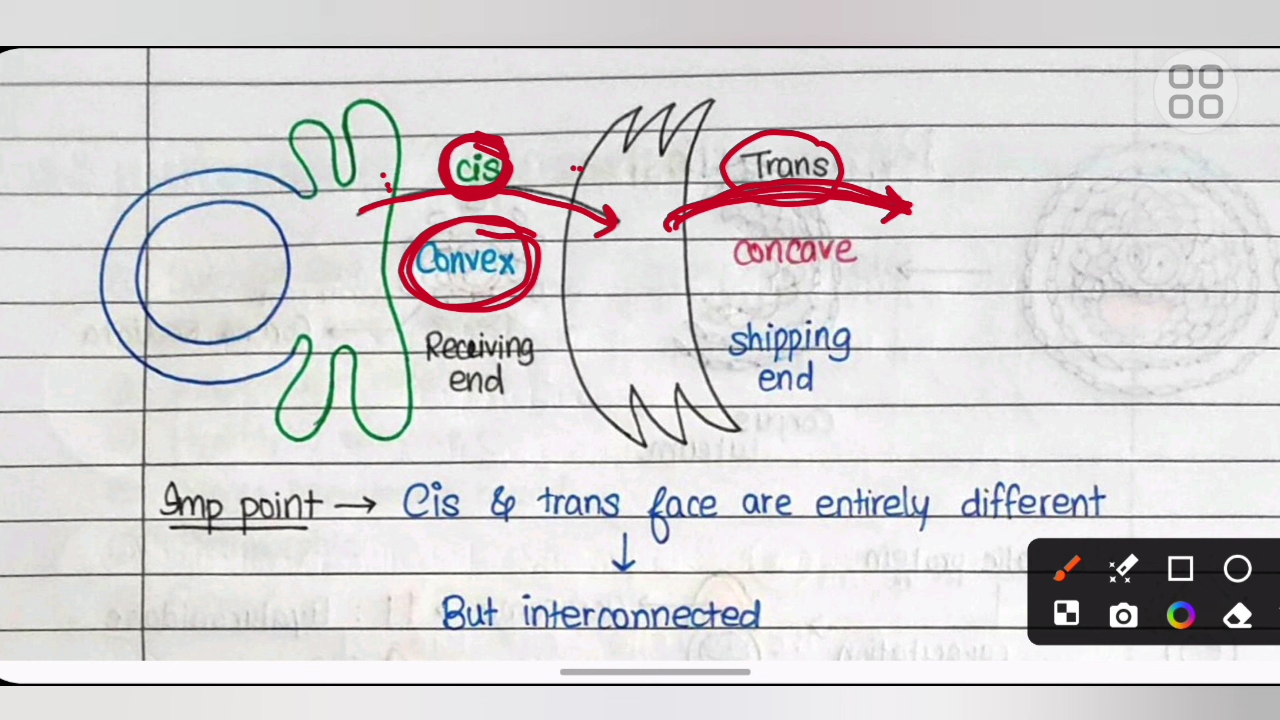 cis
Trans
Convex
concave
Receiving
end
shipping
end
Imp point → Cis & trans face are entirely different
↓
But interconnected